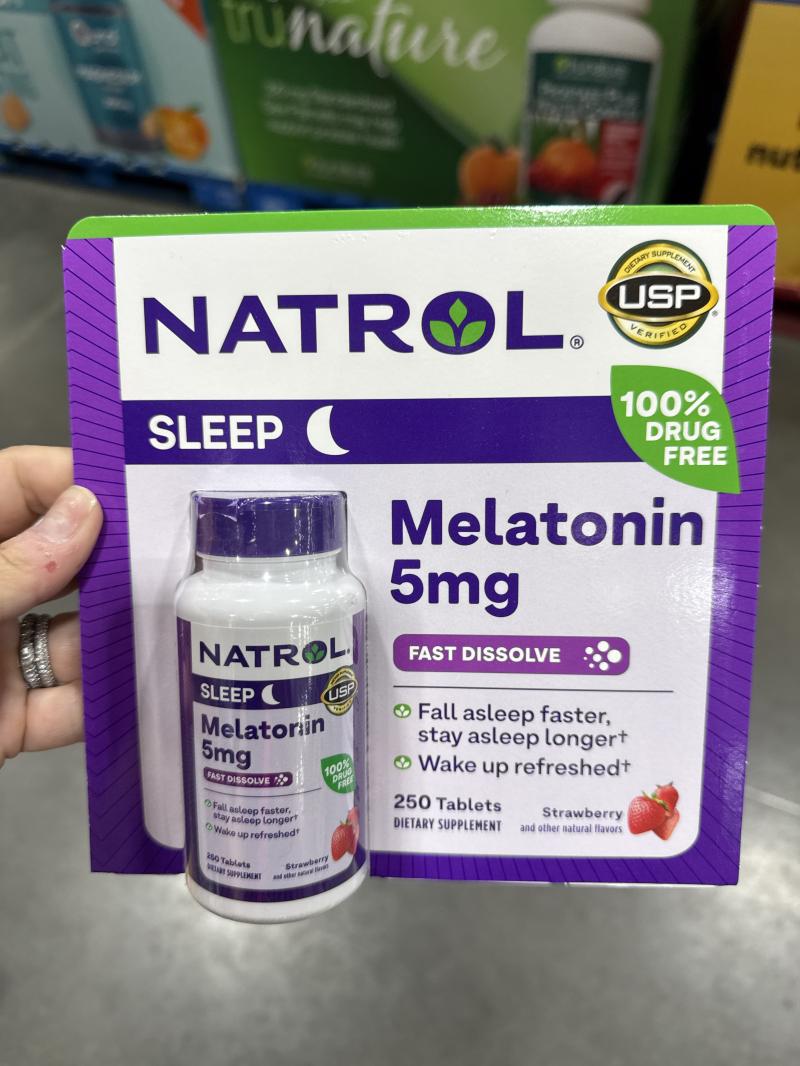 trunature
nut
NATROL®
DIETARY SUPPLEMENT
USP
®
VERIFIED
SLEEP
100%
DRUG
FREE
Melatonin
5mg
FAST DISSOLVE
Fall asleep faster,
stay asleep longer†
Wake up refreshed†
250 Tablets
DIETARY SUPPLEMENT
Strawberry
and other natural flavors
NATROL
SLEEP
USP
Melatonin
5mg
FAST DISSOLVE
100%
DRUG
FREE
Fall asleep faster,
stay asleep longer†
Wake up refreshed†
250 Tablets
DIETARY SUPPLEMENT
Strawberry
and other natural flavors